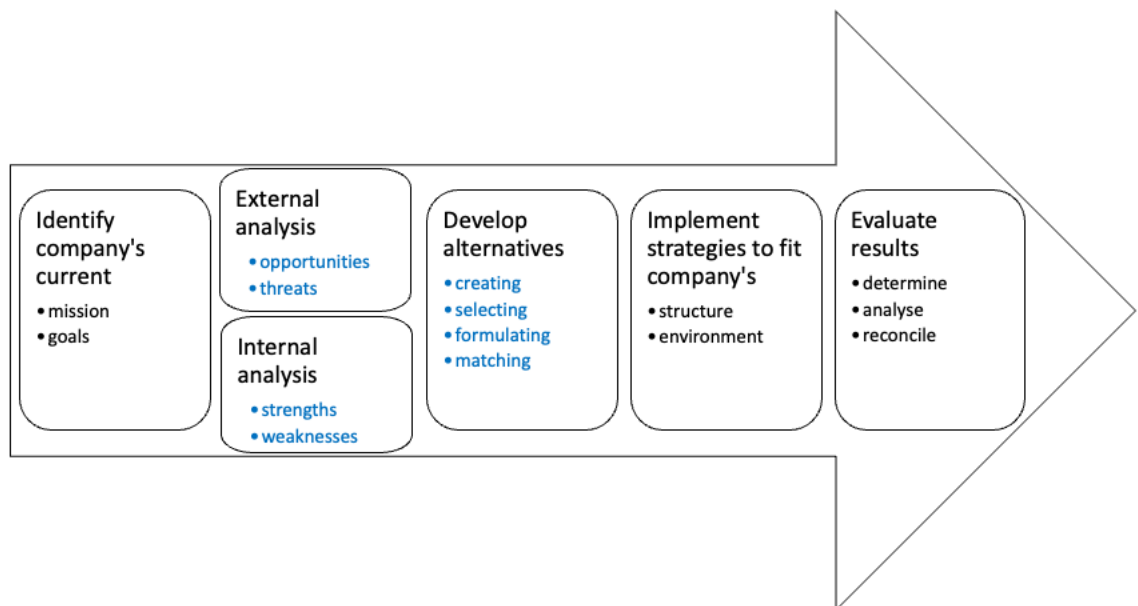 Identify
company's
current
• mission
• goals
External
analysis
• opportunities
• threats
Internal
analysis
• strengths
• weaknesses
Develop
alternatives
• creating
• selecting
• formulating
• matching
Implement
strategies to fit
company's
• structure
• environment
Evaluate
results
• determine
• analyse
• reconcile